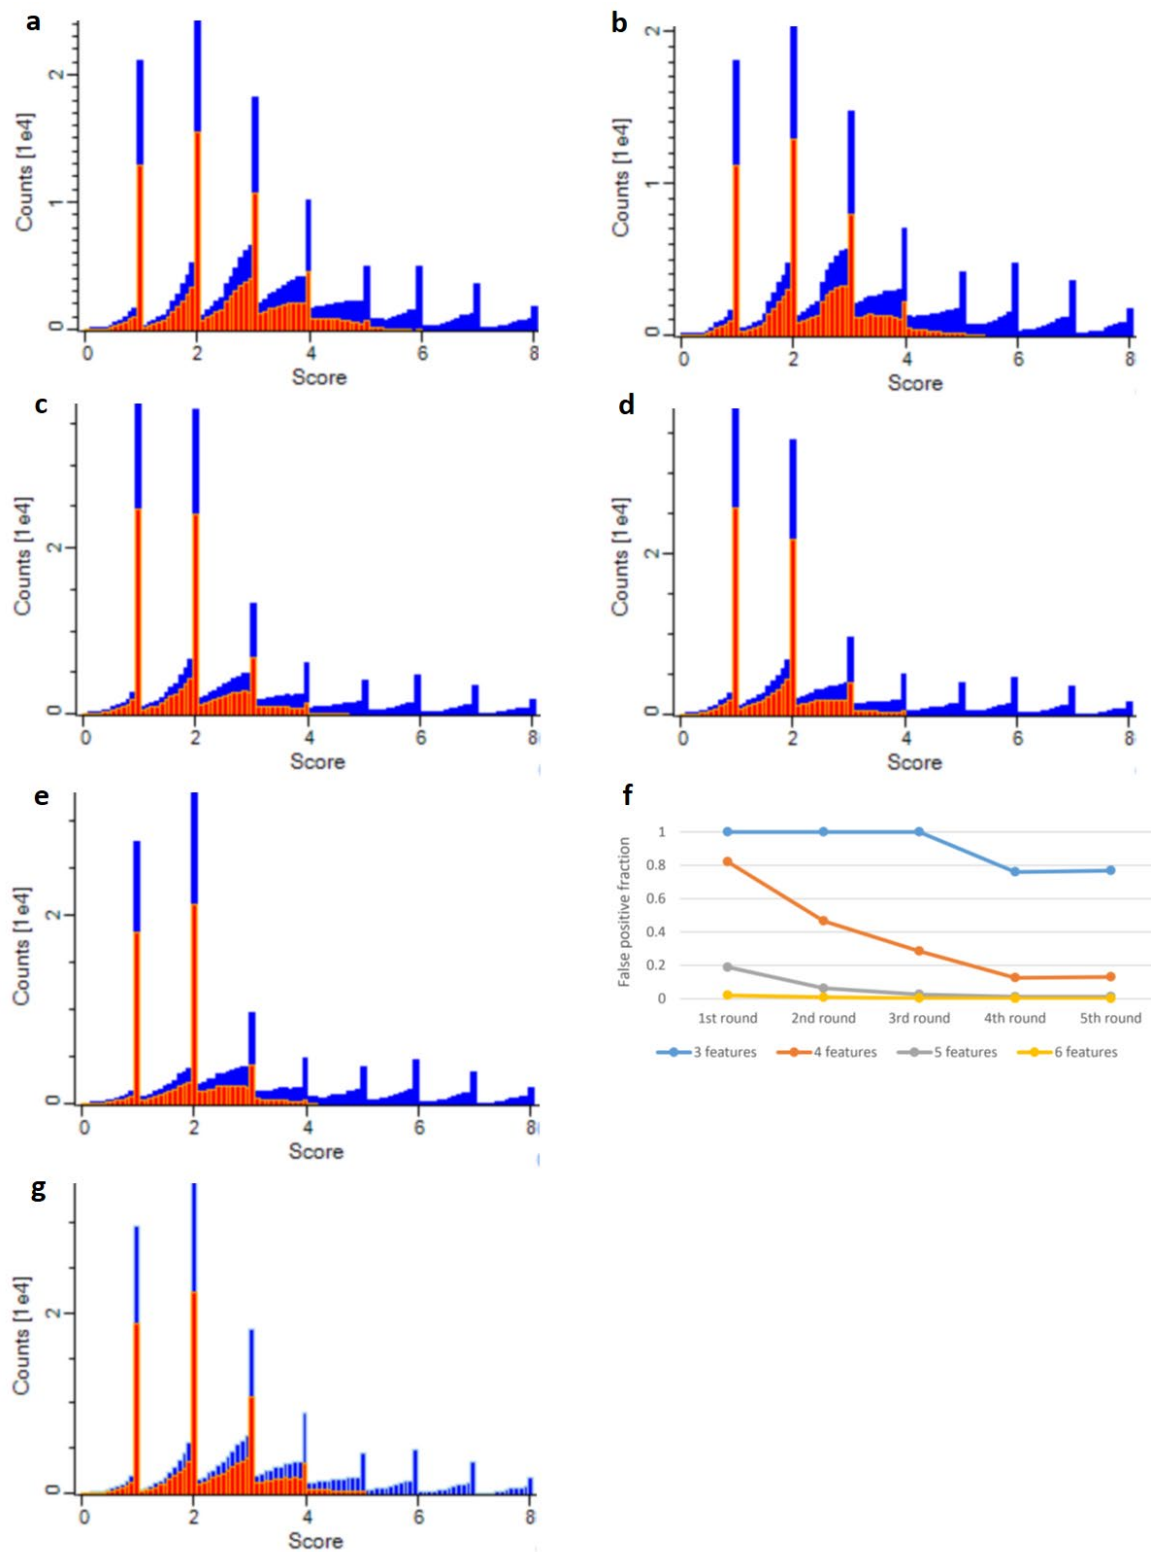 a
Counts [1e4]
2
1
0
0 2 4 6 8
Score
b
Counts [1e4]
2
1
0
0 2 4 6 8
Score
c
Counts [1e4]
2
0
0 2 4 6 8
Score
d
Counts [1e4]
2
0
0 2 4 6 8
Score
e
Counts [1e4]
2
0
0 2 4 6 8
Score
f
False positive fraction
1
0.8
0.6
0.4
0.2
0
1st round 2nd round 3rd round 4th round 5th round
3 features 4 features 5 features 6 features
g
Counts [1e4]
2
0
0 2 4 6 8
Score